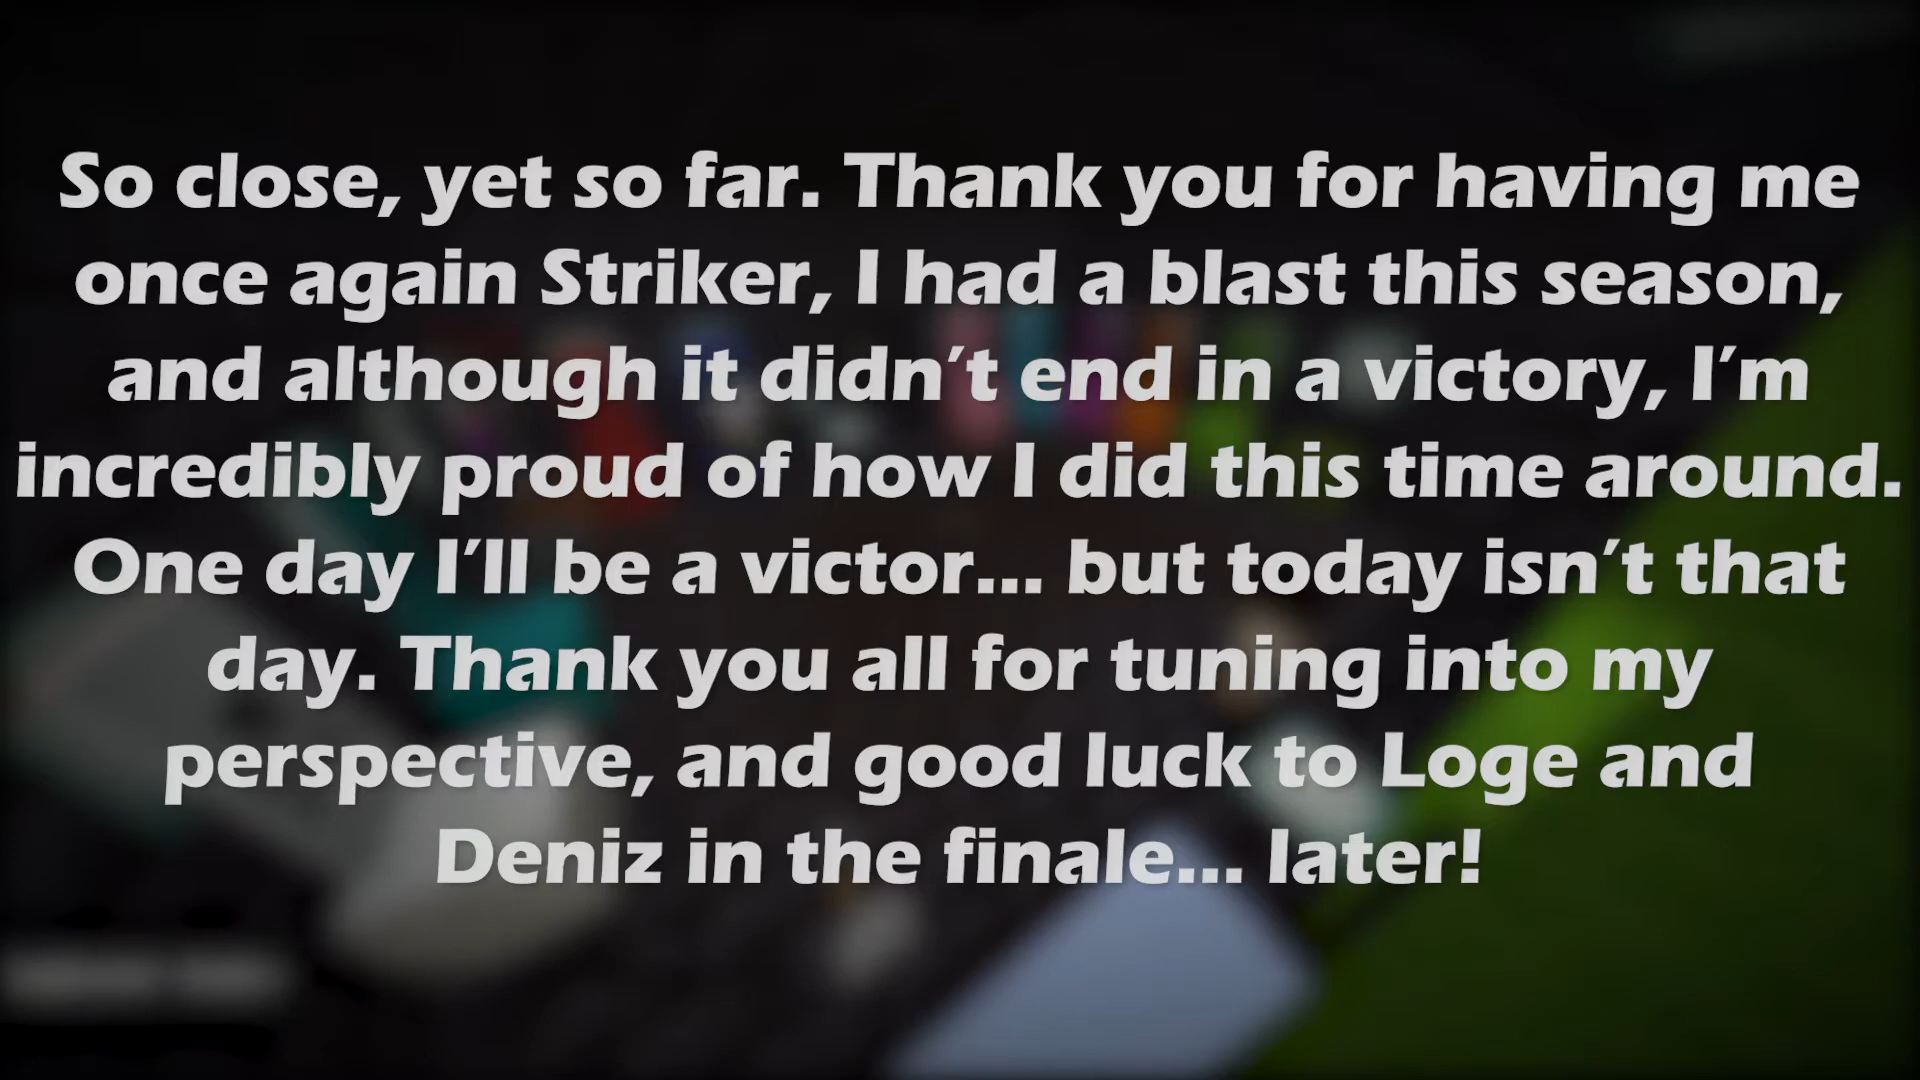 So close, yet so far. Thank you for having me
once again Striker, I had a blast this season,
and although it didn't end in a victory, I'm
incredibly proud of how I did this time around.
One day I'll be a victor... but today isn't that
day. Thank you all for tuning into my
perspective, and good luck to Loge and
Deniz in the finale... later!